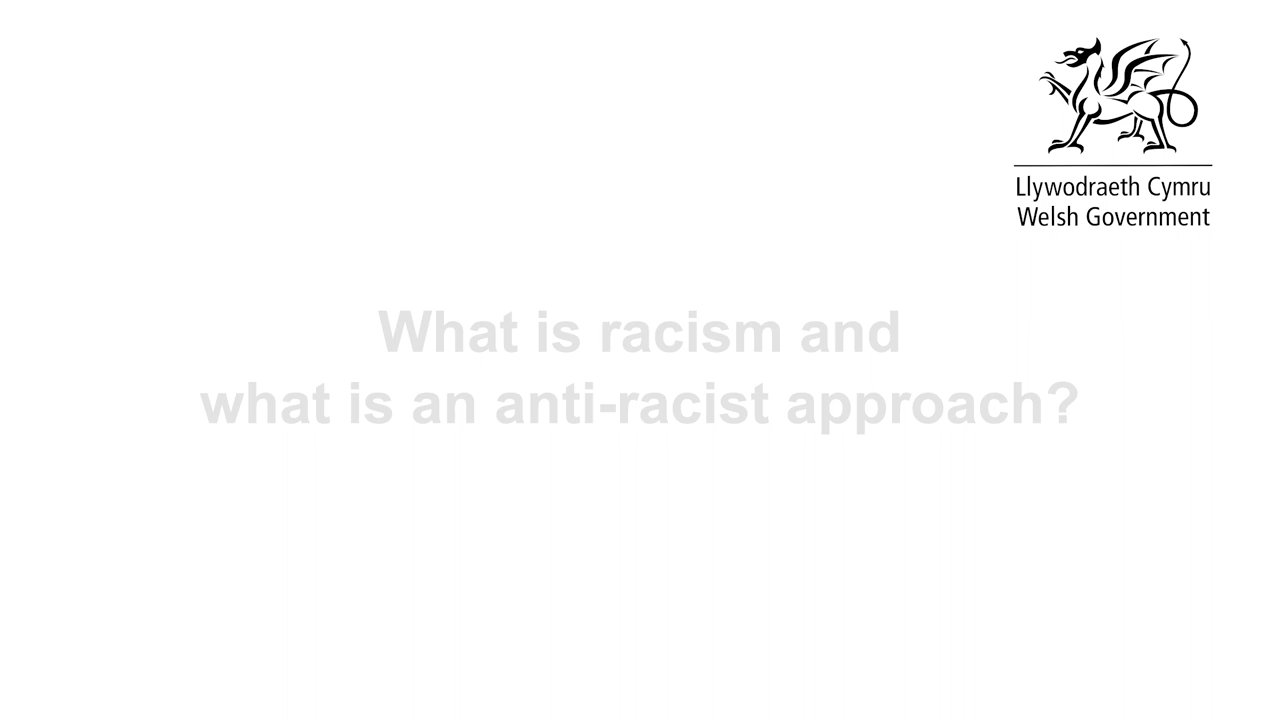 Llywodraeth Cymru
Welsh Government
What is racism and
what is an anti-racist approach?